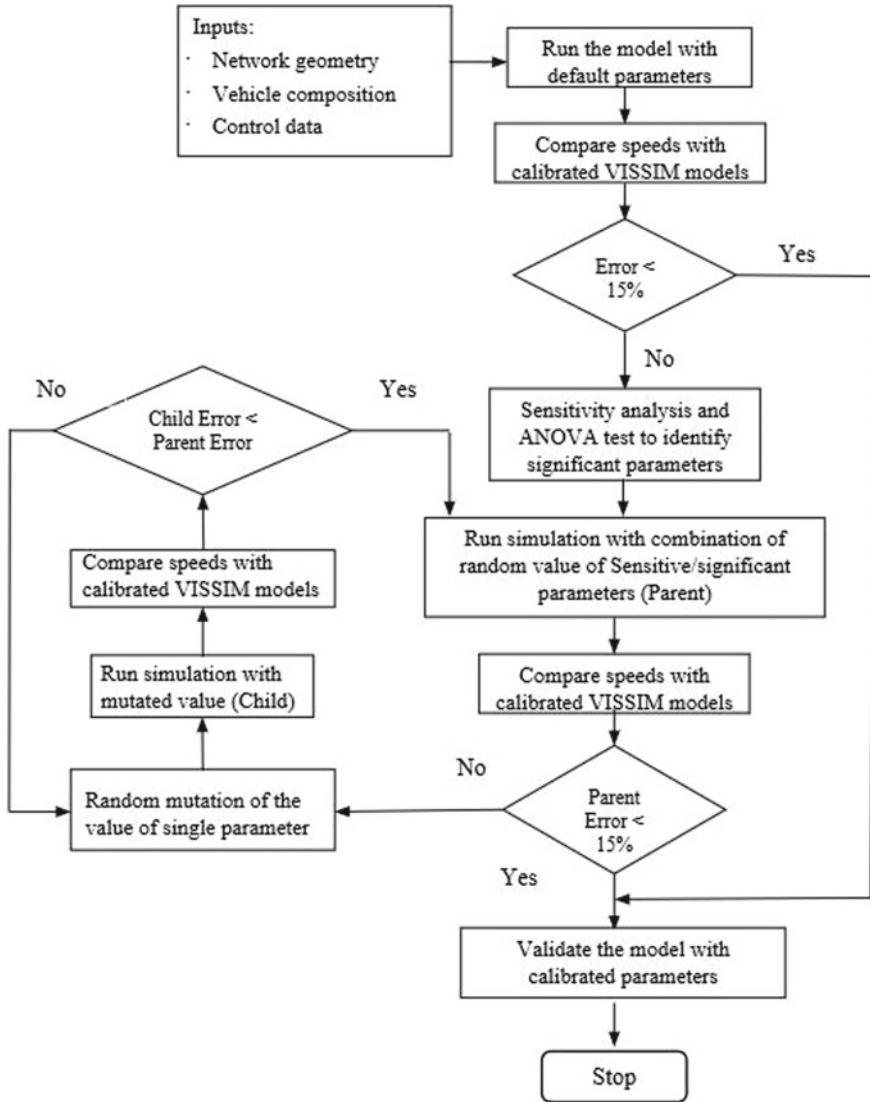 Inputs:
· Network geometry
· Vehicle composition
· Control data
Run the model with
default parameters
Compare speeds with
calibrated VISSIM models
Error <
15%
Yes
No
Sensitivity analysis and
ANOVA test to identify
significant parameters
Run simulation with combination of
random value of Sensitive/significant
parameters (Parent)
Compare speeds with
calibrated VISSIM models
Parent
Error <
15%
No
Yes
Random mutation of the
value of single parameter
Run simulation with
mutated value (Child)
Compare speeds with
calibrated VISSIM models
Child Error <
Parent Error
No
Yes
Validate the model with
calibrated parameters
Stop